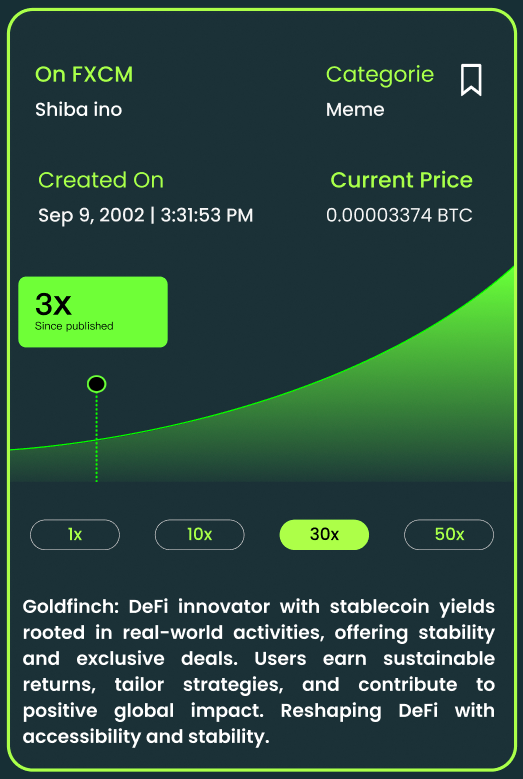 On FXCM
Categorie
Shiba ino
Meme
Created On
Current Price
Sep 9, 2002 | 3:31:53 PM
0.00003374 BTC
3x
Since published
1x
10x
30x
50x
Goldfinch: DeFi innovator with stablecoin yields
rooted in real-world activities, offering stability
and exclusive deals. Users earn sustainable
returns, tailor strategies, and contribute to
positive global impact. Reshaping DeFi with
accessibility and stability.